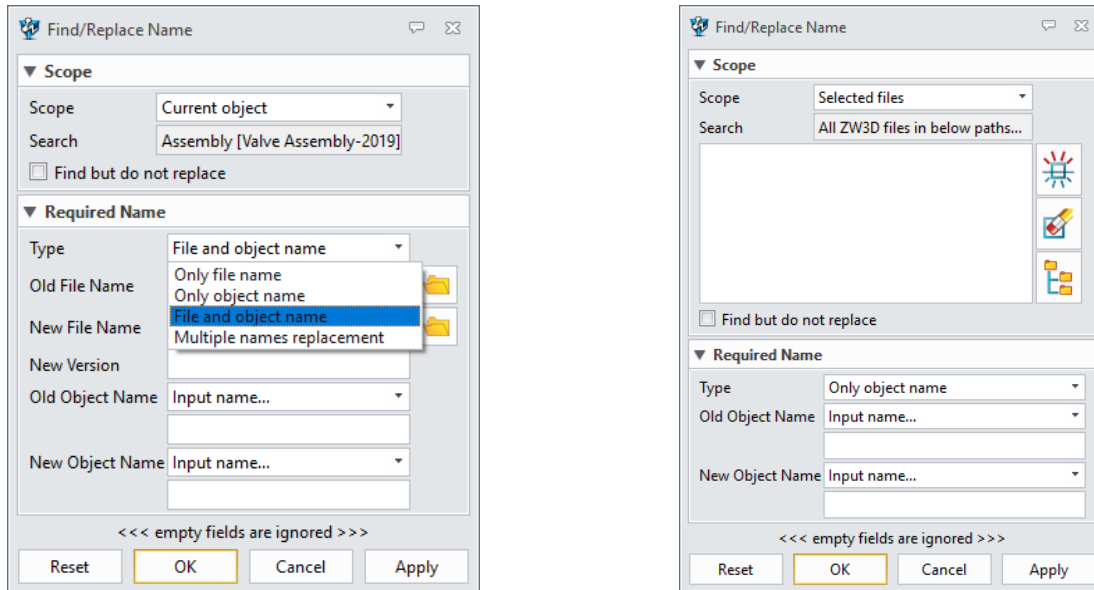 Find/Replace Name
Scope
Scope Current object
Search Assembly [Valve Assembly-2019]
Find but do not replace
Required Name
Type File and object name
Only file name
Old File Name
Only object name
File and object name
New File Name
Multiple names replacement
New Version
Old Object Name Input name...
New Object Name Input name...
<<< empty fields are ignored >>>
Reset OK Cancel Apply
Find/Replace Name
Scope
Scope Selected files
Search All ZW3D files in below paths...
Find but do not replace
Required Name
Type Only object name
Old Object Name Input name...
New Object Name Input name...
<<< empty fields are ignored >>>
Reset OK Cancel Apply